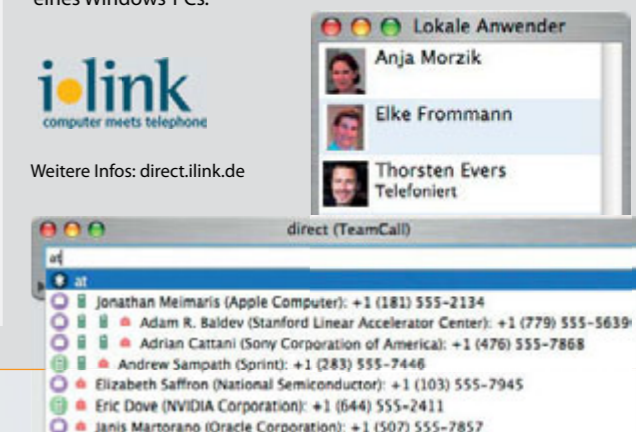 eines Windows-PCs.
i.link
computer meets telephone
Weitere Infos: direct.ilink.de
Lokale Anwender
Anja Morzik
Elke Frommann
Thorsten Evers
Telefoniert
direct (TeamCall)
at
at
Jonathan Meimaris (Apple Computer): +1 (181) 555-2134
Adam R. Baldev (Stanford Linear Accelerator Center): +1 (779) 555-5639
Adrian Cattani (Sony Corporation of America): +1 (476) 555-7868
Andrew Sampath (Sprint): +1 (283) 555-7446
Elizabeth Saffron (National Semiconductor): +1 (103) 555-7945
Eric Dove (NVIDIA Corporation): +1 (644) 555-2411
Janis Martorano (Oracle Corporation): +1 (507) 555-7857